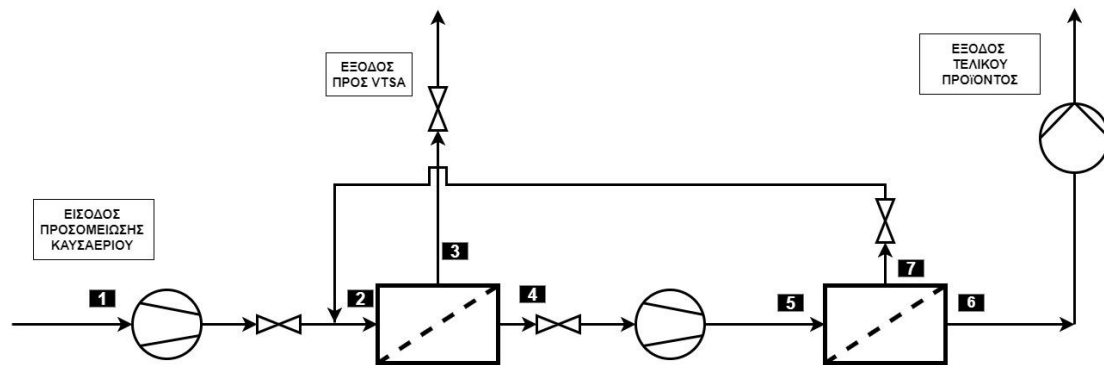 ΕΞΟΔΟΣ
ΠΡΟΣ VTSA
ΕΞΟΔΟΣ
ΤΕΛΙΚΟΥ
ΠΡΟΪΟΝΤΟΣ
ΕΙΣΟΔΟΣ
ΠΡΟΣΟΜΕΙΩΣΗΣ
ΚΑΥΣΑΕΡΙΟΥ
1
2
3
4
5
7
6